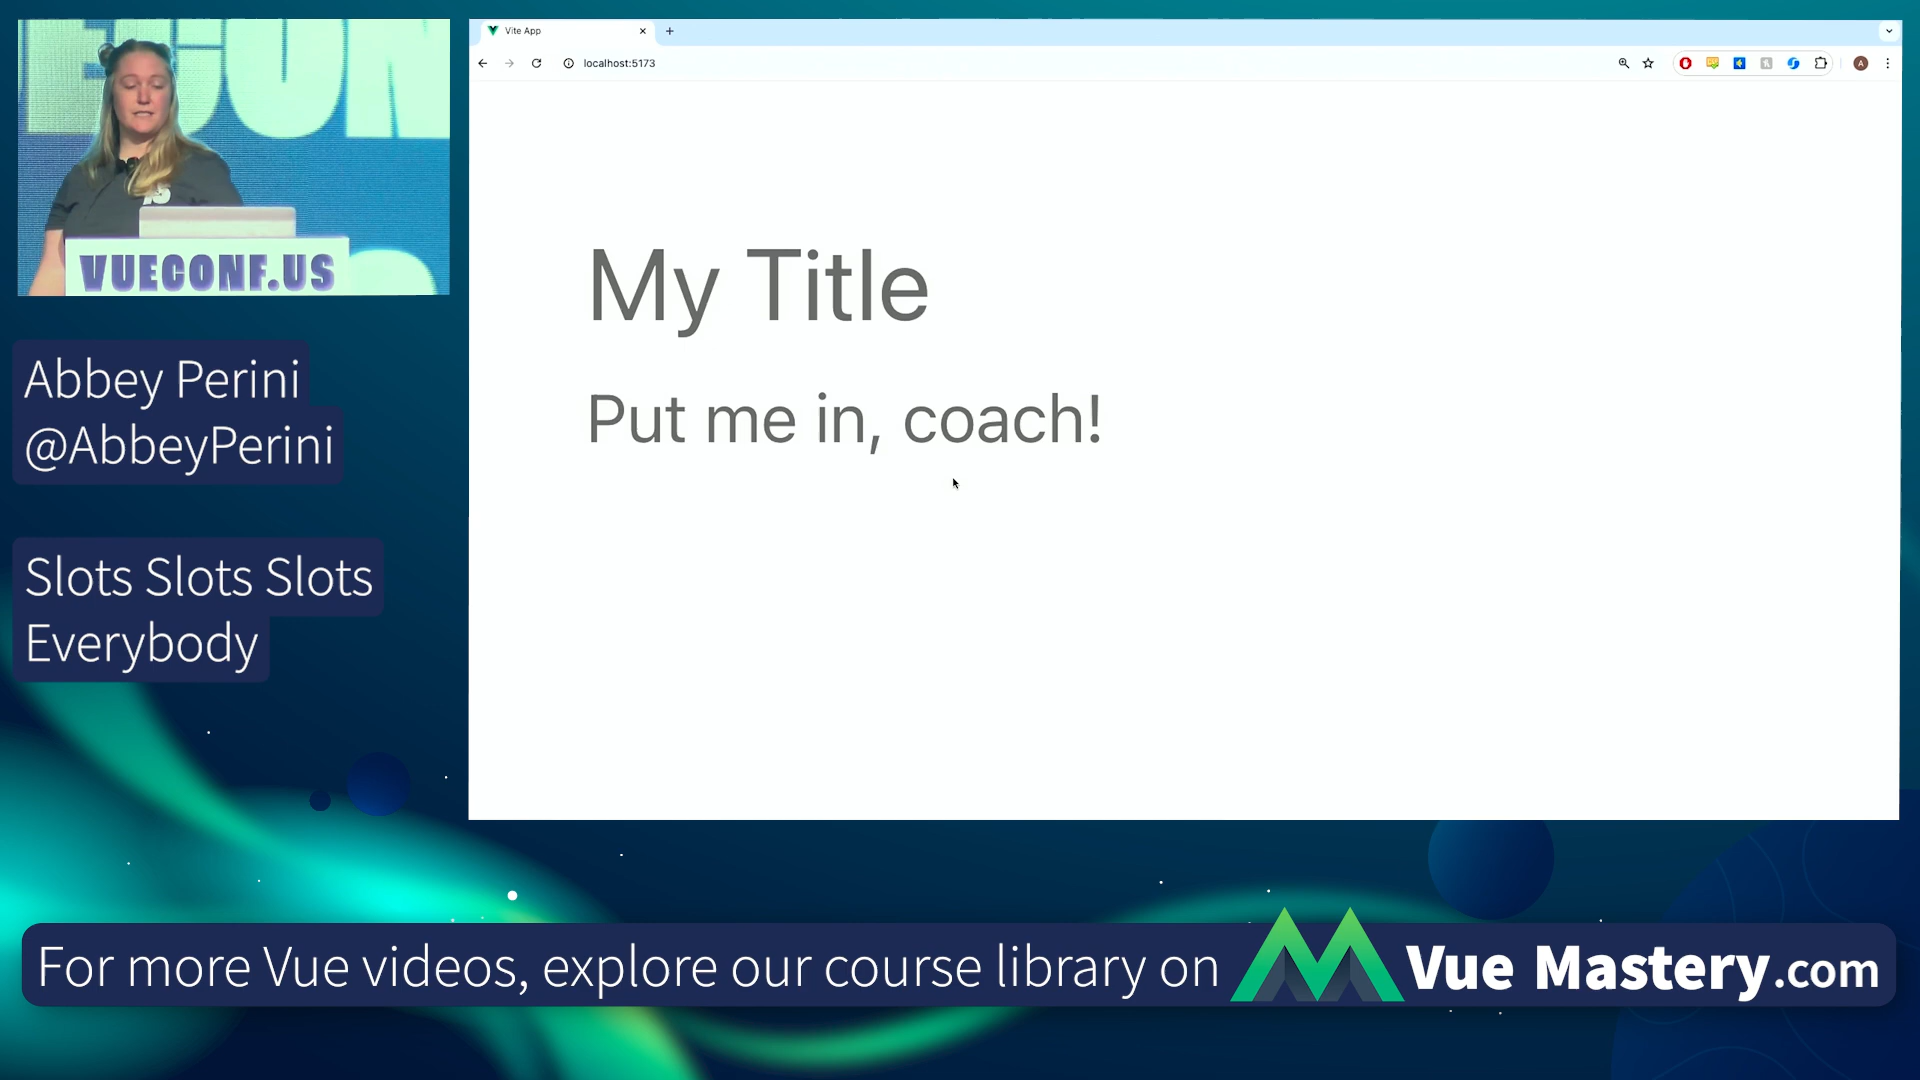 VUECONF.US
Abbey Perini
@AbbeyPerini
Slots Slots Slots
Everybody
Vite App
localhost:5173
A
My Title
Put me in, coach!
For more Vue videos, explore our course library on Vue Mastery.com